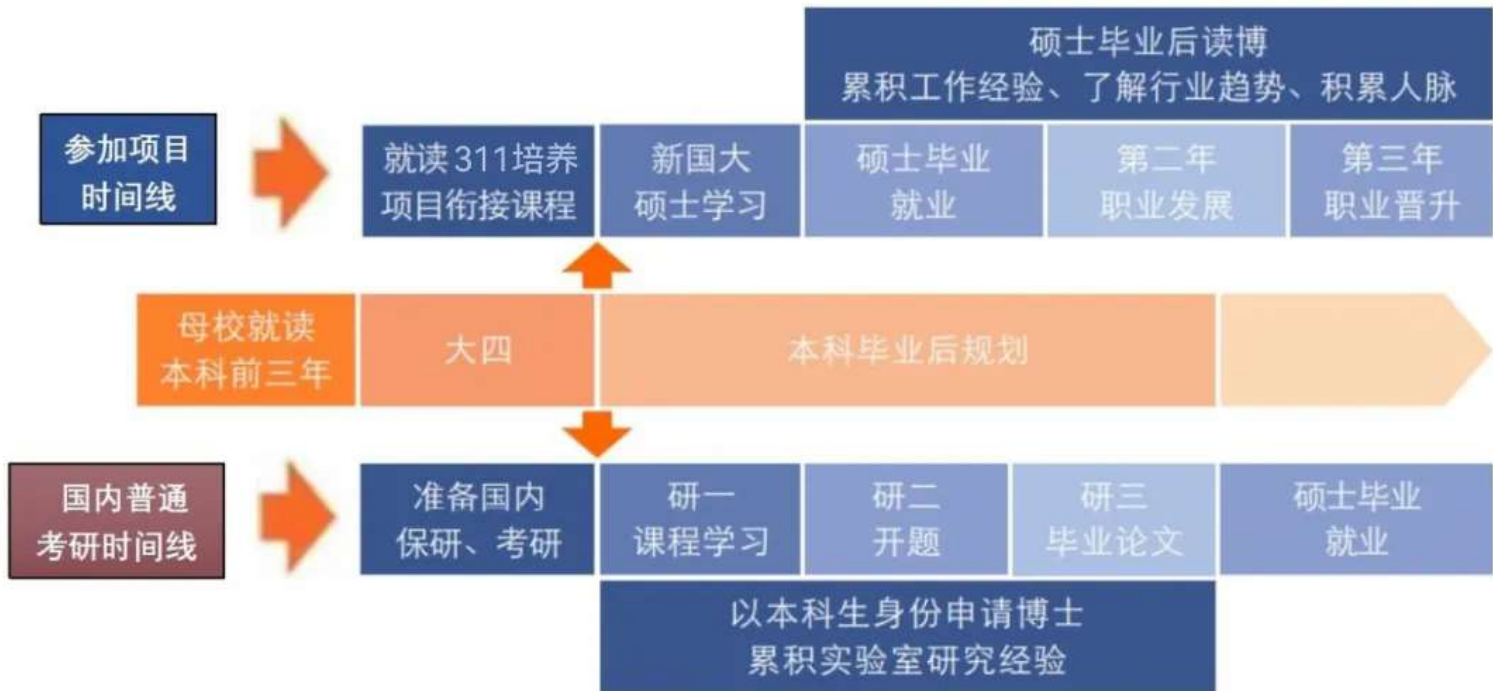 硕士毕业后读博
累积工作经验、了解行业趋势、积累人脉
参加项目
时间线
就读311培养
项目衔接课程
新国大
硕士学习
硕士毕业
就业
第二年
职业发展
第三年
职业晋升
母校就读
本科前三年
大四
本科毕业后规划
国内普通
考研时间线
准备国内
保研、考研
研一
课程学习
研二
开题
研三
毕业论文
硕士毕业
就业
以本科生身份申请博士
累积实验室研究经验